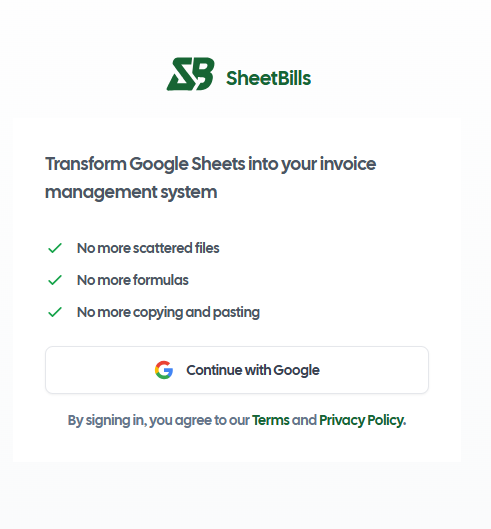 SB SheetBills
Transform Google Sheets into your invoice
management system
No more scattered files
No more formulas
No more copying and pasting
Continue with Google
By signing in, you agree to our Terms and Privacy Policy.